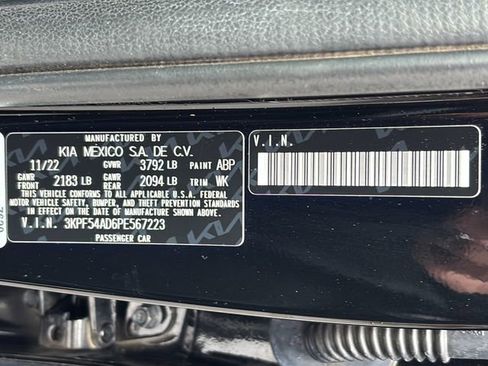 MANUFACTURED BY
KIA MEXICO S.A. DE C.V.
11/22 GVWR 3792 LB PAINT ABP
GAWR FRONT 2183 LB GAWR REAR 2094 LB TRIM WK
THIS VEHICLE CONFORMS TO ALL APPLICABLE U.S.A. FEDERAL
MOTOR VEHICLE SAFETY, BUMPER, AND THEFT PREVENTION STANDARDS
IN EFFECT ON THE DATE OF MANUFACTURE SHOWN ABOVE.
V.I.N. 3KPF54AD6PE567223
PASSENGER CAR
V.I.N.